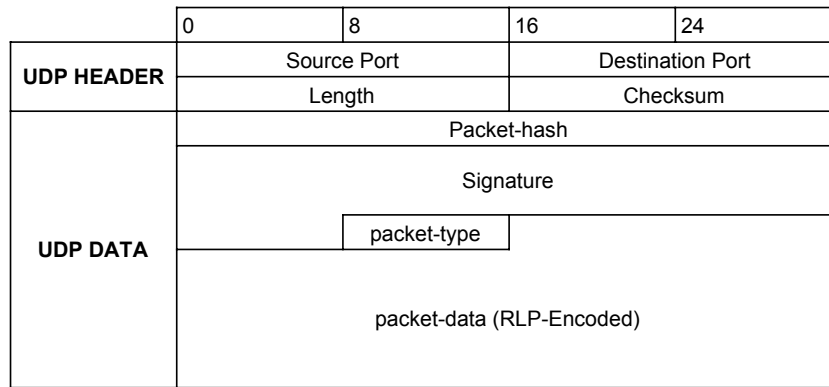 0 8 16 24
UDP HEADER
Source Port Destination Port
Length Checksum
UDP DATA
Packet-hash
Signature
packet-type
packet-data (RLP-Encoded)